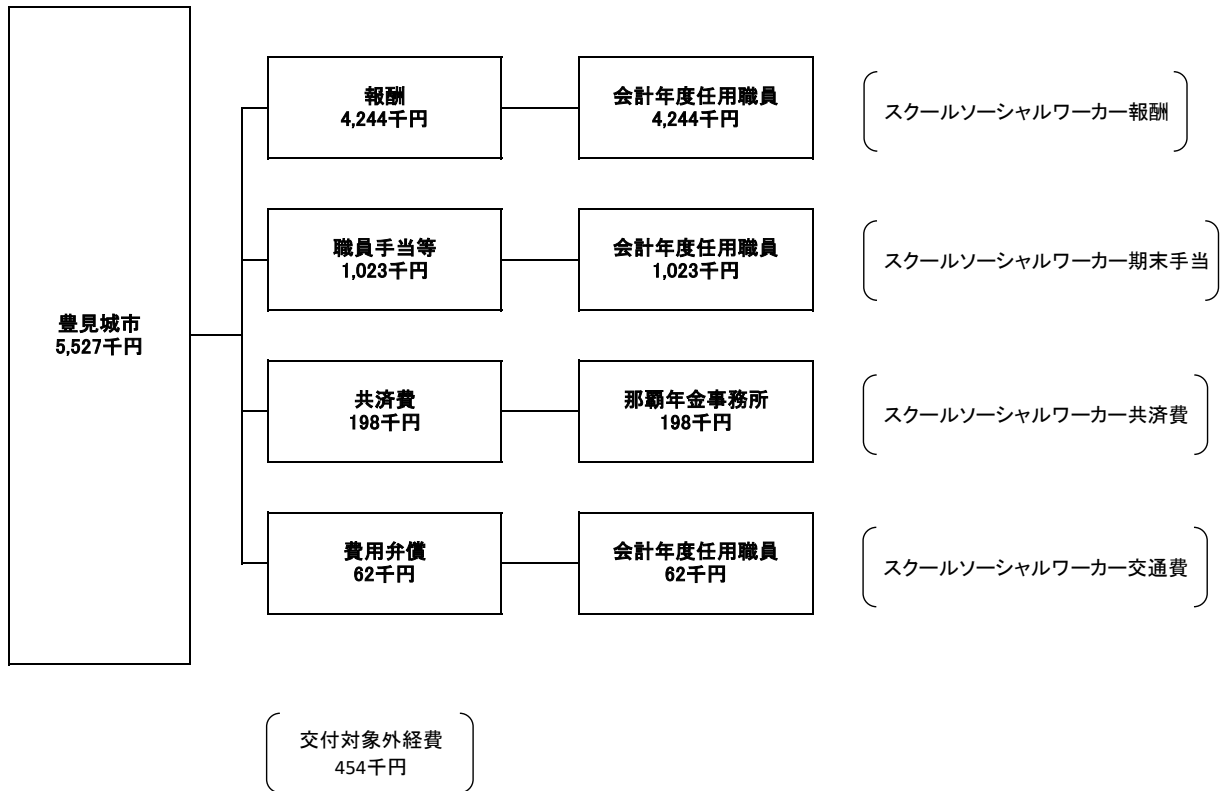 報酬
4,244千円
会計年度任用職員
4,244千円
スクールソーシャルワーカー報酬
職員手当等
1,023千円
会計年度任用職員
1,023千円
スクールソーシャルワーカー期末手当
豊見城市
5,527千円
共済費
198千円
那覇年金事務所
198千円
スクールソーシャルワーカー共済費
費用弁償
62千円
会計年度任用職員
62千円
スクールソーシャルワーカー交通費
交付対象外経費
454千円